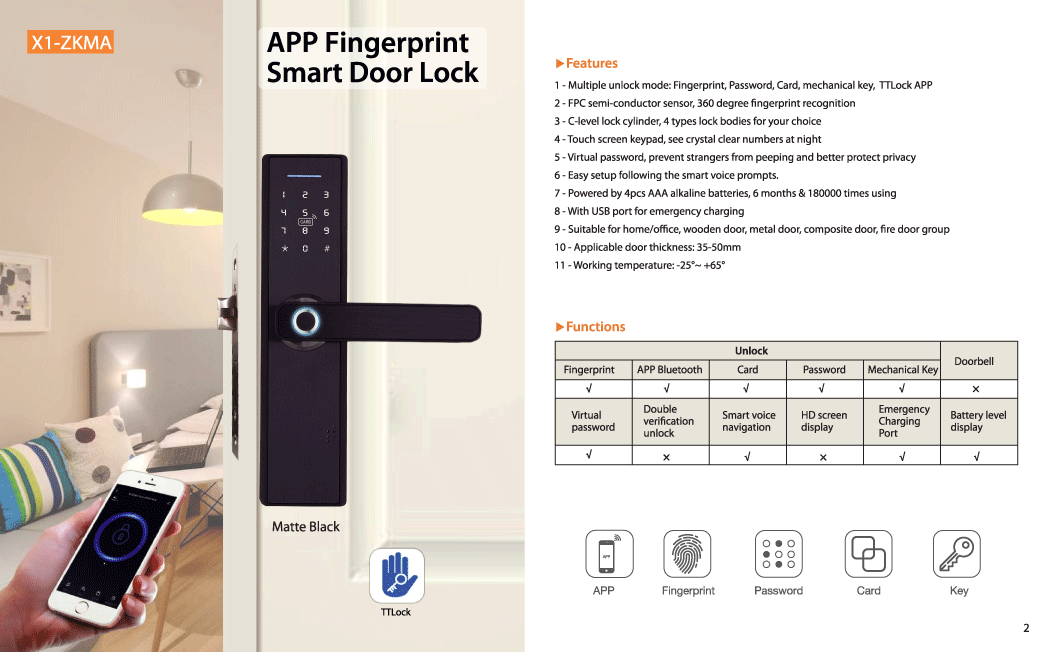 X1-ZKMA
APP Fingerprint
Smart Door Lock
1 2 3
4 5 6
CARD
7 8 9
* 0 #
Matte Black
TTLock
▶Features
1 - Multiple unlock mode: Fingerprint, Password, Card, mechanical key, TTLock APP
2 - FPC semi-conductor sensor, 360 degree fingerprint recognition
3 - C-level lock cylinder, 4 types lock bodies for your choice
4 - Touch screen keypad, see crystal clear numbers at night
5 - Virtual password, prevent strangers from peeping and better protect privacy
6 - Easy setup following the smart voice prompts.
7 - Powered by 4pcs AAA alkaline batteries, 6 months & 180000 times using
8 - With USB port for emergency charging
9 - Suitable for home/office, wooden door, metal door, composite door, fire door group
10 - Applicable door thickness: 35-50mm
11 - Working temperature: -25°~ +65°
▶Functions
Unlock
Doorbell
Fingerprint APP Bluetooth Card Password Mechanical Key
√ √ √ √ √ ×
Virtual
password
Double
verification
unlock
Smart voice
navigation
HD screen
display
Emergency
Charging
Port
Battery level
display
√ × √ × √ √
APP
APP Fingerprint Password Card Key
2